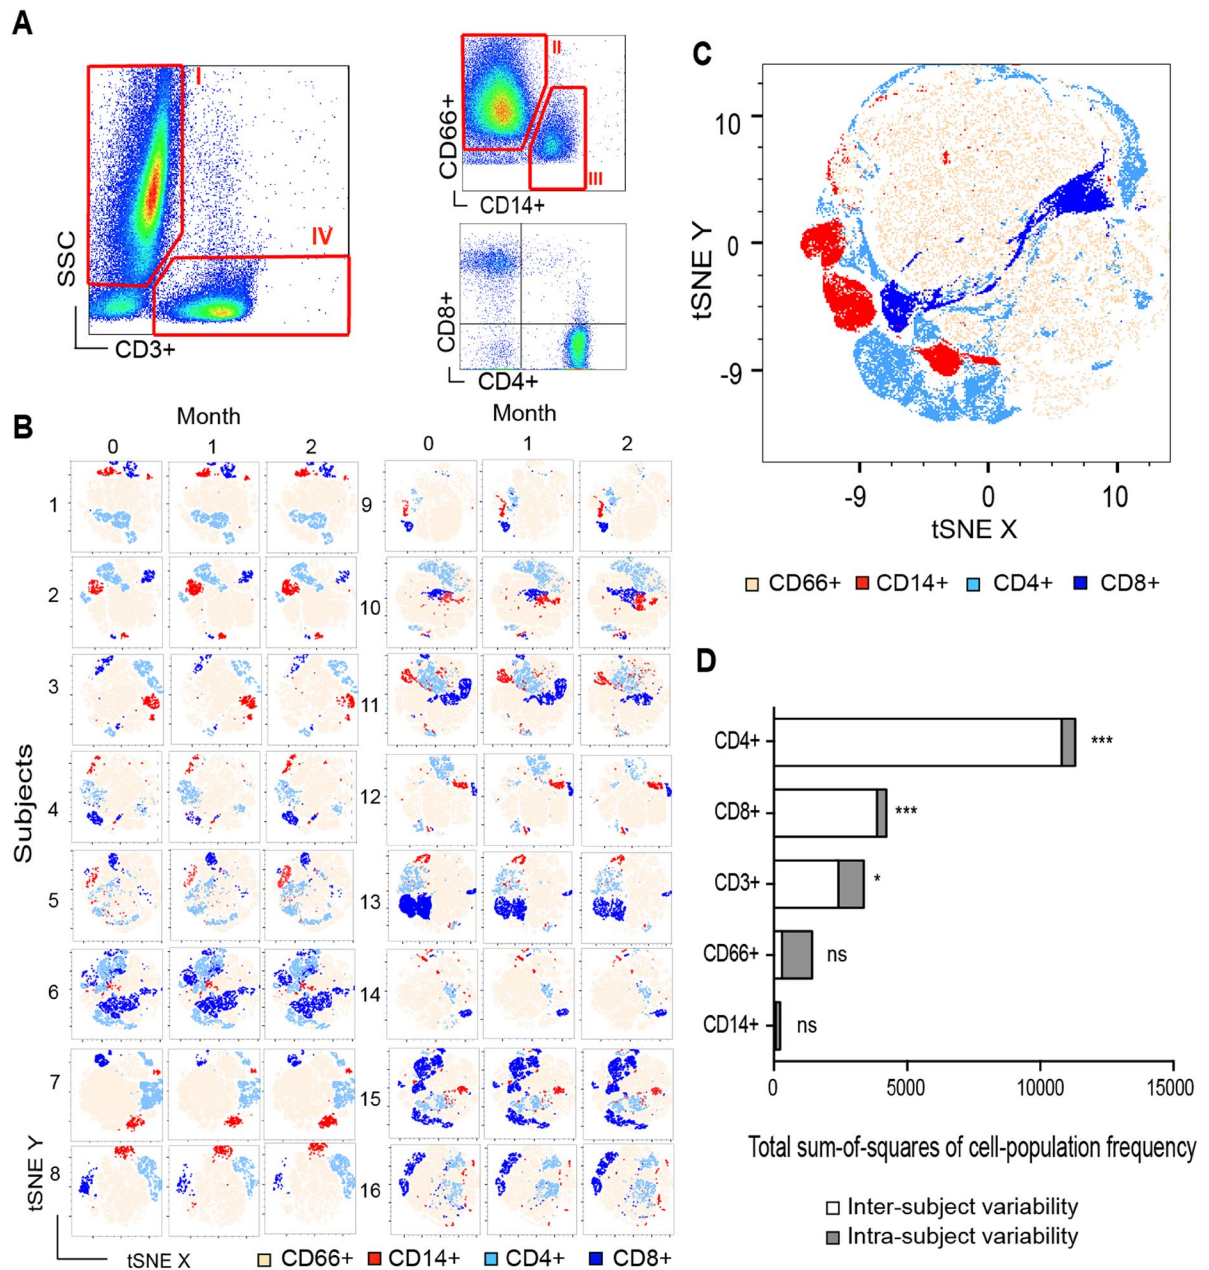 A
I
SSC
IV
CD3+
II
CD66+
III
CD14+
CD8+
CD4+
B
Month
0 1 2
Month
0 1 2
Subjects
1
2
3
4
5
6
7
8
9
10
11
12
13
14
15
16
tSNE Y
tSNE X
CD66+ CD14+ CD4+ CD8+
C
10
0
-9
tSNE Y
-9 0 10
tSNE X
CD66+ CD14+ CD4+ CD8+
D
CD4+ ***
CD8+ ***
CD3+ *
CD66+ ns
CD14+ ns
0 5000 10000 15000
Total sum-of-squares of cell-population frequency
Inter-subject variability
Intra-subject variability